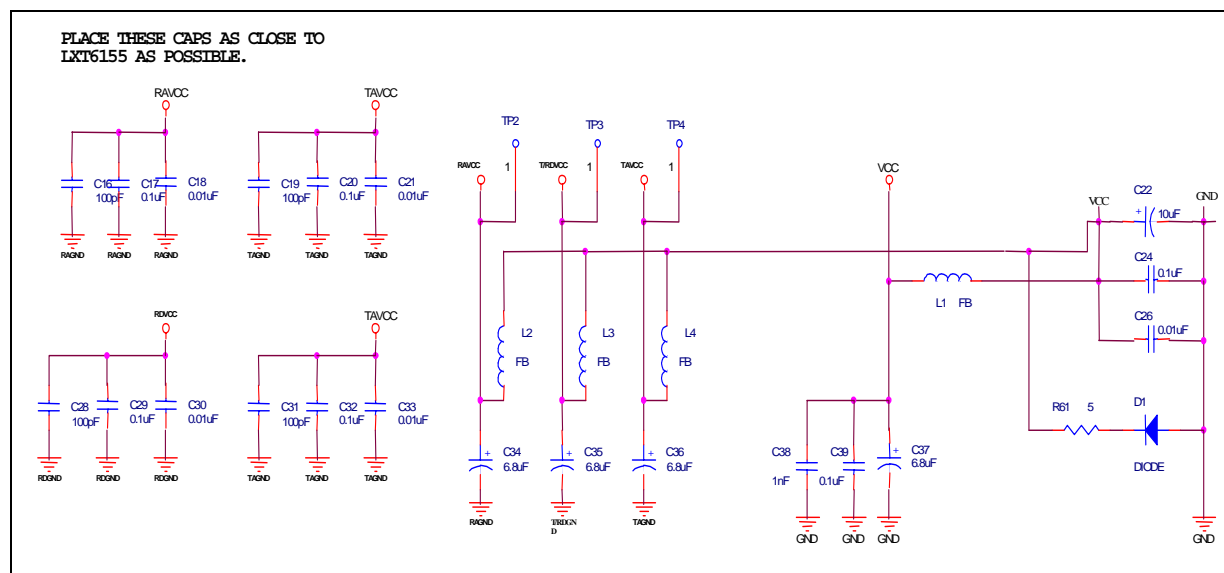 PLACE THESE CAPS AS CLOSE TO
LXT6155 AS POSSIBLE.
RAVCC
TAVCC
C16
100pF
C17
0.1uF
C18
0.01uF
C19
100pF
C20
0.1uF
C21
0.01uF
RAGND
RAGND
RAGND
TAGND
TAGND
TAGND
RDVCC
TAVCC
C28
100pF
C29
0.1uF
C30
0.01uF
C31
100pF
C32
0.1uF
C33
0.01uF
RDGND
RDGND
RDGND
TAGND
TAGND
TAGND
TP2
TP3
TP4
RAVCC
1
T/RDVCC
1
TAVCC
1
L2
FB
L3
FB
L4
FB
C34
6.8uF
C35
6.8uF
C36
6.8uF
RAGND
T/RDGN
D
TAGND
VCC
L1 FB
C38
1nF
C39
0.1uF
C37
6.8uF
GND
GND
GND
VCC
C22
10uF
GND
C24
0.1uF
C26
0.01uF
R61 5
D1
DIODE
GND